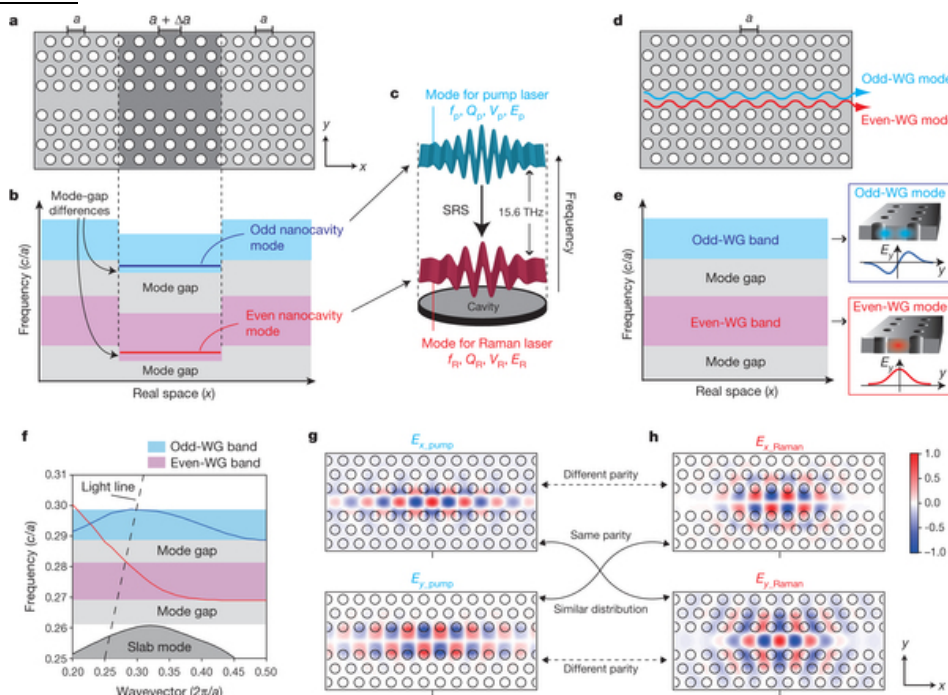 a
a
a + Δa
a
y
x
b
Mode-gap
differences
Frequency (c/a)
Odd nanocavity
mode
Mode gap
Even nanocavity
mode
Mode gap
Real space (x)
c
Mode for pump laser
fp, Qp, Vp, Ep
SRS
15.6 THz
Frequency
Cavity
Mode for Raman laser
fR, QR, VR, ER
d
a
Odd-WG mode
Even-WG mode
e
Frequency (c/a)
Odd-WG band
Mode gap
Even-WG band
Mode gap
Real space (x)
Odd-WG mode
Ey
y
Even-WG mode
Ey
y
f
Odd-WG band
Even-WG band
Light line
Frequency (c/a)
0.31
0.30
0.29
0.28
0.27
0.26
0.25
Mode gap
Mode gap
Slab mode
0.20 0.25 0.30 0.35 0.40 0.45 0.50
Wavevector (2π/a)
g
Ex_pump
Ey_pump
Different parity
Same parity
Similar distribution
Different parity
h
Ex_Raman
Ey_Raman
1.0
0.5
0
-0.5
-1.0
y
x